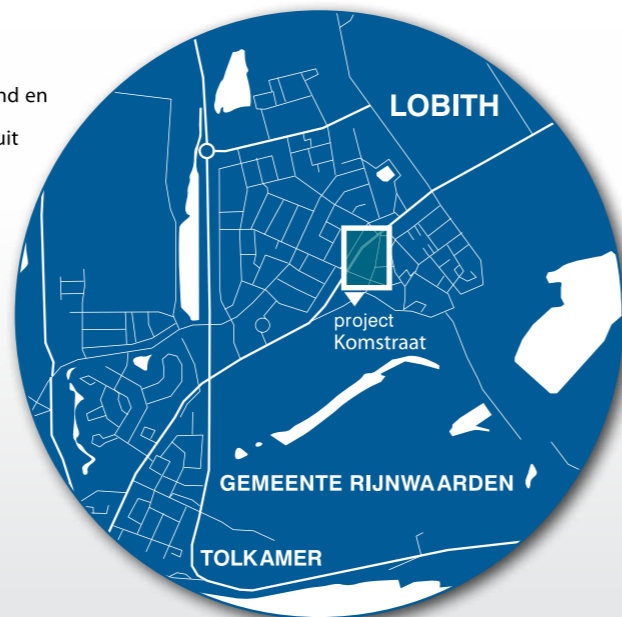 nd en
uit
LOBITH
project
Komstraat
GEMEENTE RIJNWAARDEN
TOLKAMER